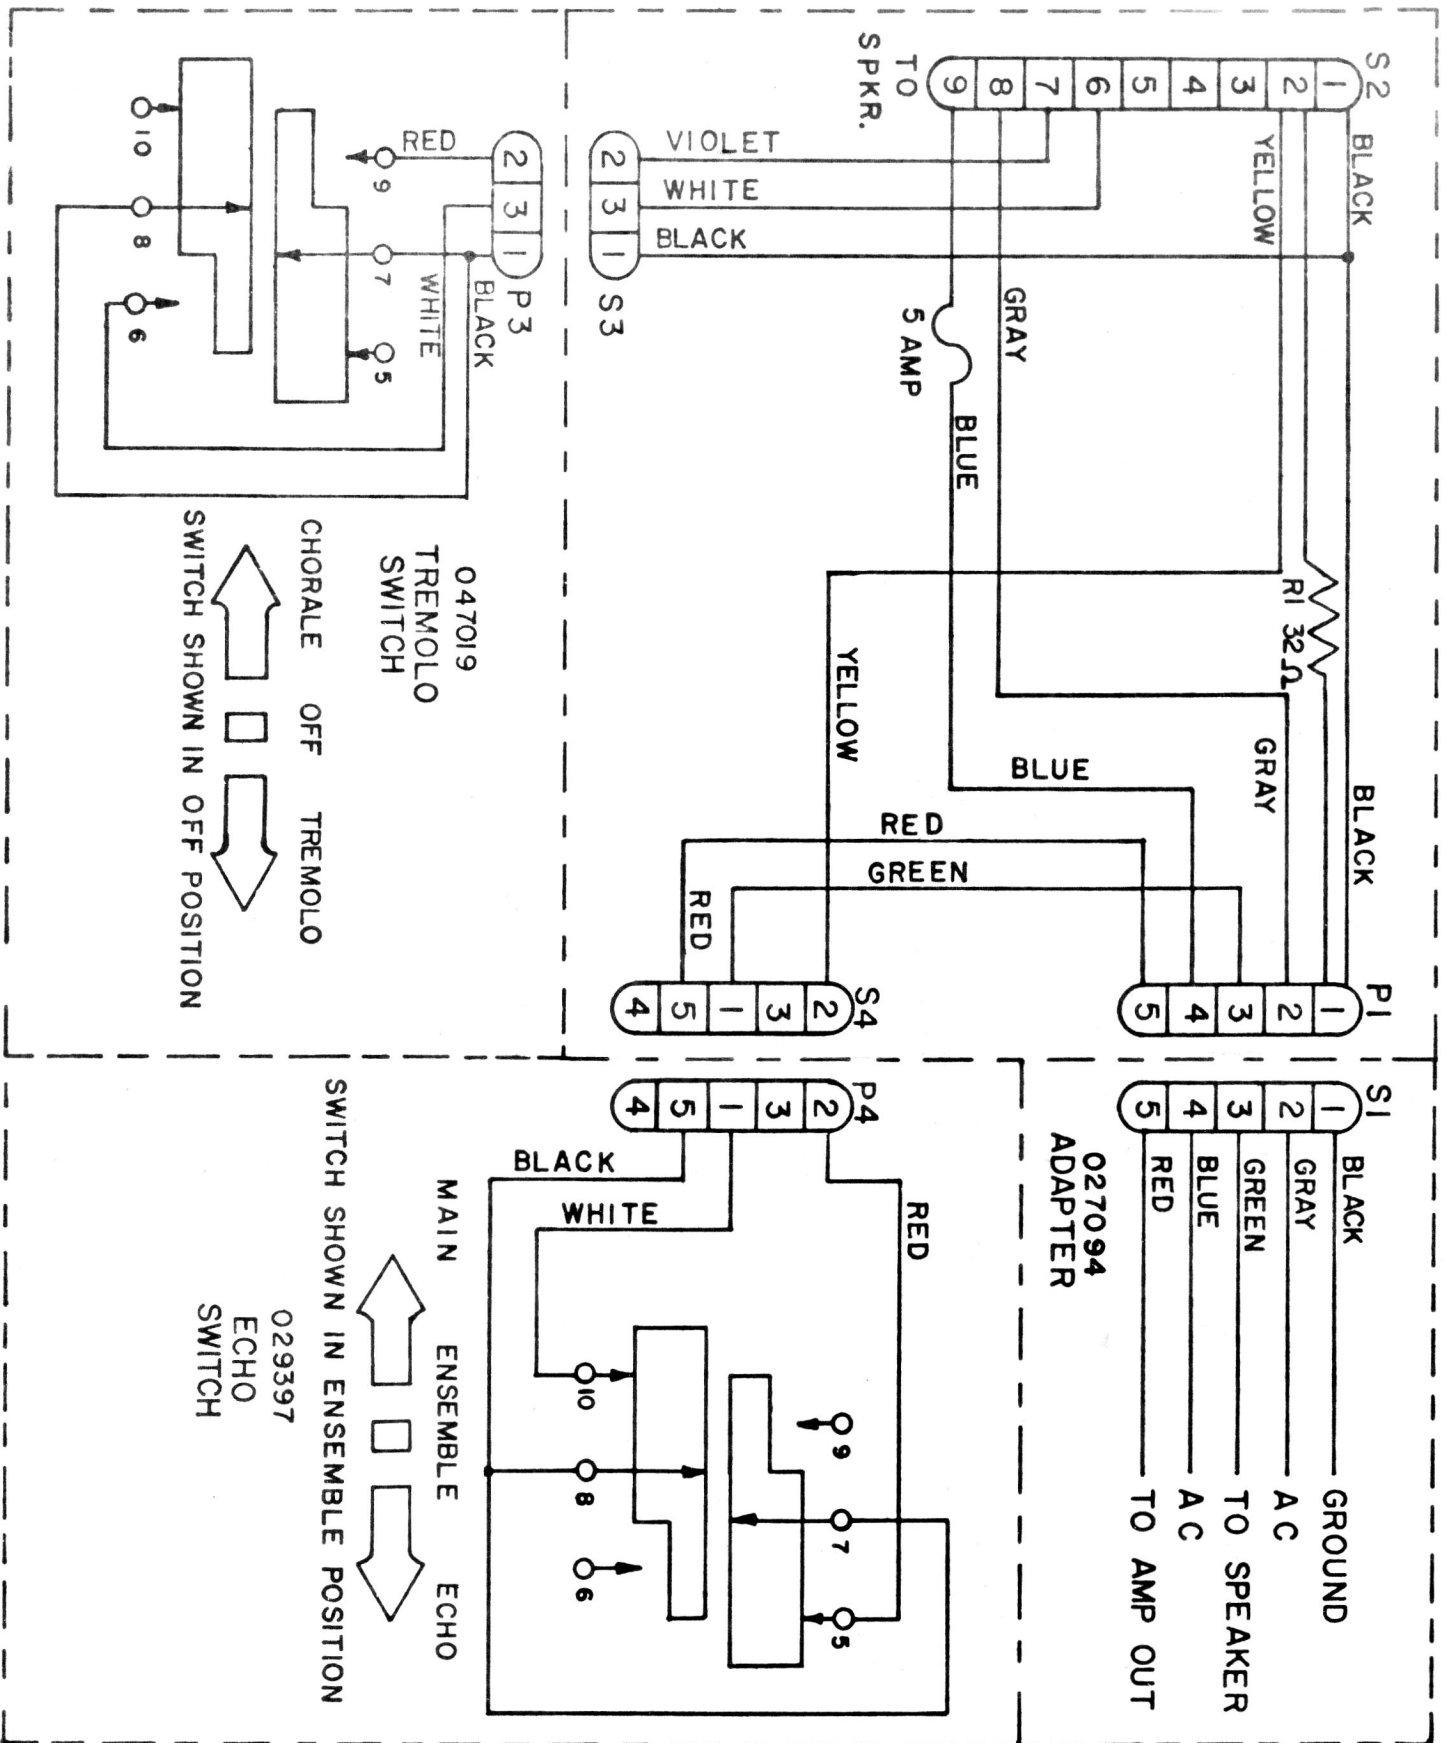 S2
1
2
3
4
5
6
7
8
9
TO
SPKR.
BLACK
YELLOW
VIOLET
WHITE
BLACK
GRAY
5 AMP
BLUE
R1 32Ω
YELLOW
GRAY
BLUE
BLACK
RED
GREEN
RED
2
3
1
S3
2
3
1
P3
RED
WHITE
BLACK
9
7
5
10
8
6
047019
TREMOLO
SWITCH
CHORALE OFF TREMOLO
SWITCH SHOWN IN OFF POSITION
P1
1
2
3
4
5
S4
2
3
1
5
4
S1
1
2
3
4
5
BLACK
GRAY
GREEN
BLUE
RED
GROUND
AC
TO SPEAKER
AC
TO AMP OUT
027094
ADAPTER
P4
2
3
1
5
4
RED
WHITE
BLACK
9
7
5
10
8
6
MAIN ENSEMBLE ECHO
SWITCH SHOWN IN ENSEMBLE POSITION
029397
ECHO
SWITCH